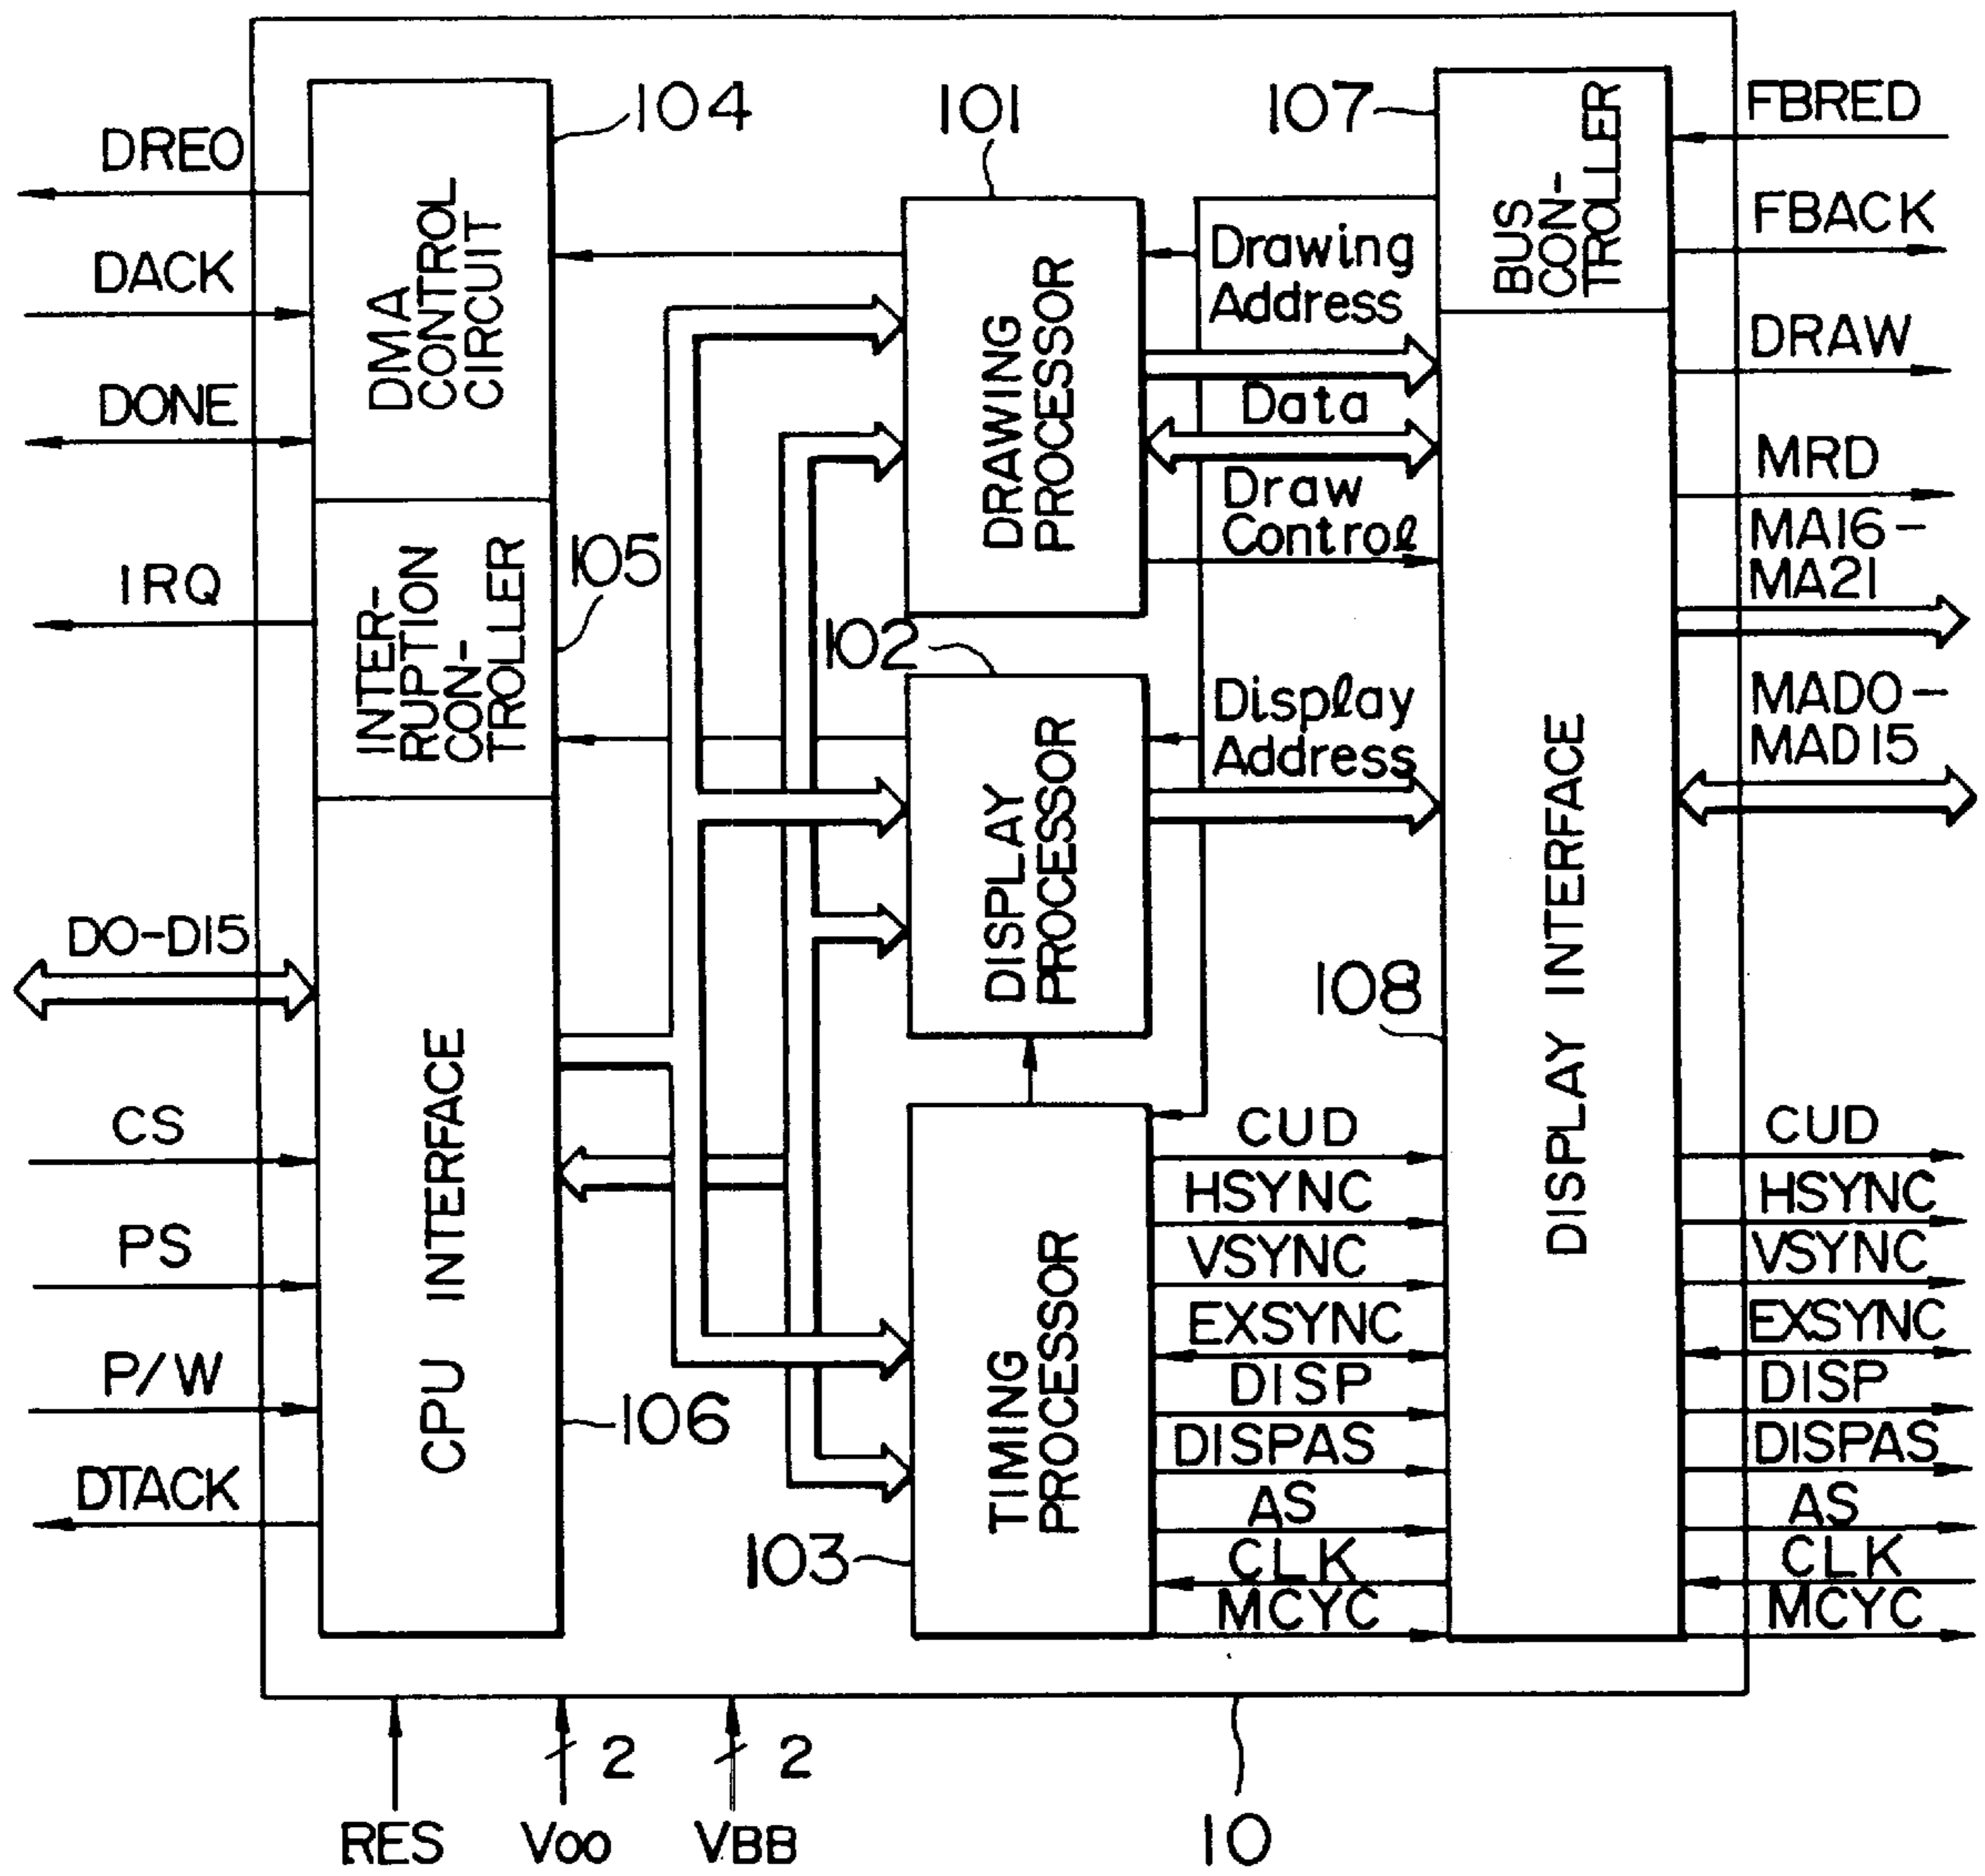 DREO
DACK
DONE
IRQ
D0-D15
CS
PS
P/W
DTACK
104
DMA
CONTROL
CIRCUIT
105
INTER-
RUPTION
CON-
TROLLER
CPU INTERFACE
106
101
DRAWING
PROCESSOR
102
DISPLAY
PROCESSOR
103
TIMING
PROCESSOR
107
Drawing
Address
Data
Draw
Control
Display
Address
108
CUD
HSYNC
VSYNC
EXSYNC
DISP
DISPAS
AS
CLK
MCYC
BUS
CON-
TROLLER
DISPLAY INTERFACE
FBRED
FBACK
DRAW
MRD
MA16-
MA21
MAD0-
MAD15
CUD
HSYNC
VSYNC
EXSYNC
DISP
DISPAS
AS
CLK
MCYC
2
2
RES
Voo
VBB
10